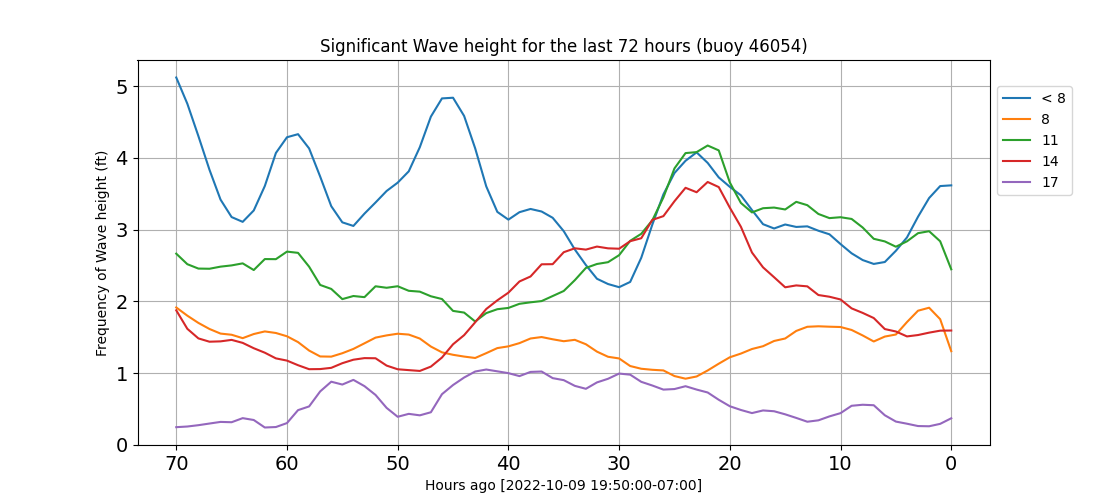 Significant Wave height for the last 72 hours (buoy 46054)
Frequency of Wave height (ft)
5
4
3
2
1
0
70 60 50 40 30 20 10 0
Hours ago [2022-10-09 19:50:00-07:00]
< 8
8
11
14
17